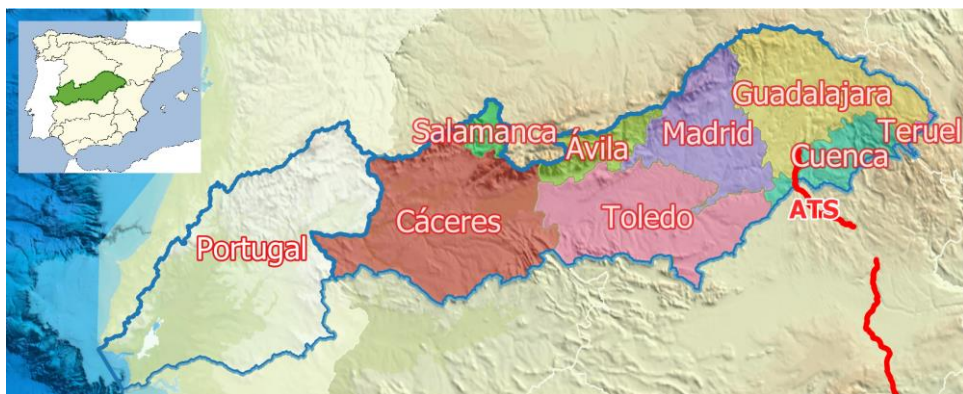 Guadalajara
Salamanca
Ávila
Madrid
Teruel
Cuenca
Portugal
Cáceres
Toledo
ATS